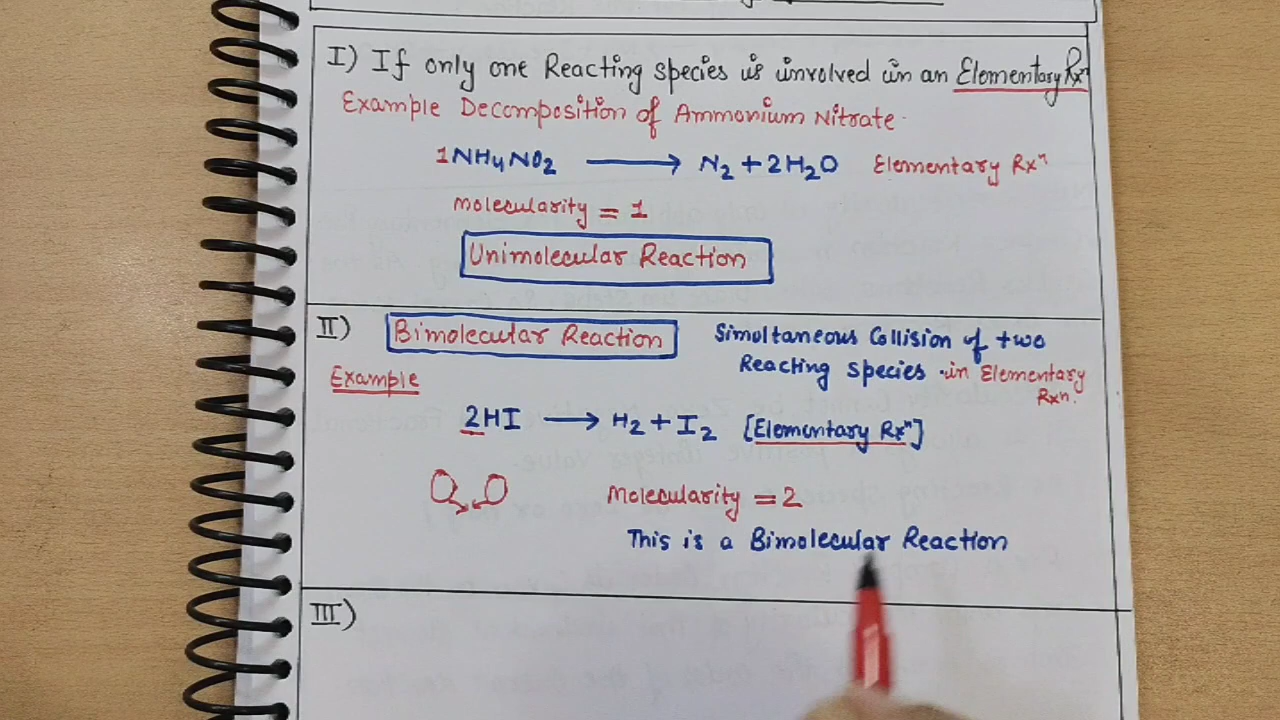 I) If only one Reacting species is involved in an Elementary Rxⁿ
Example Decomposition of Ammonium Nitrate.
1NH₄NO₂ ⟶ N₂ + 2H₂O Elementary Rxⁿ
molecularity = 1
Unimolecular Reaction
II) Bimolecular Reaction Simoltaneous Collision of two
Reacting species in Elementary
Rxn.
Example
2HI ⟶ H₂ + I₂ [Elementary Rxⁿ]
Molecularity = 2
This is a Bimolecular Reaction
III)